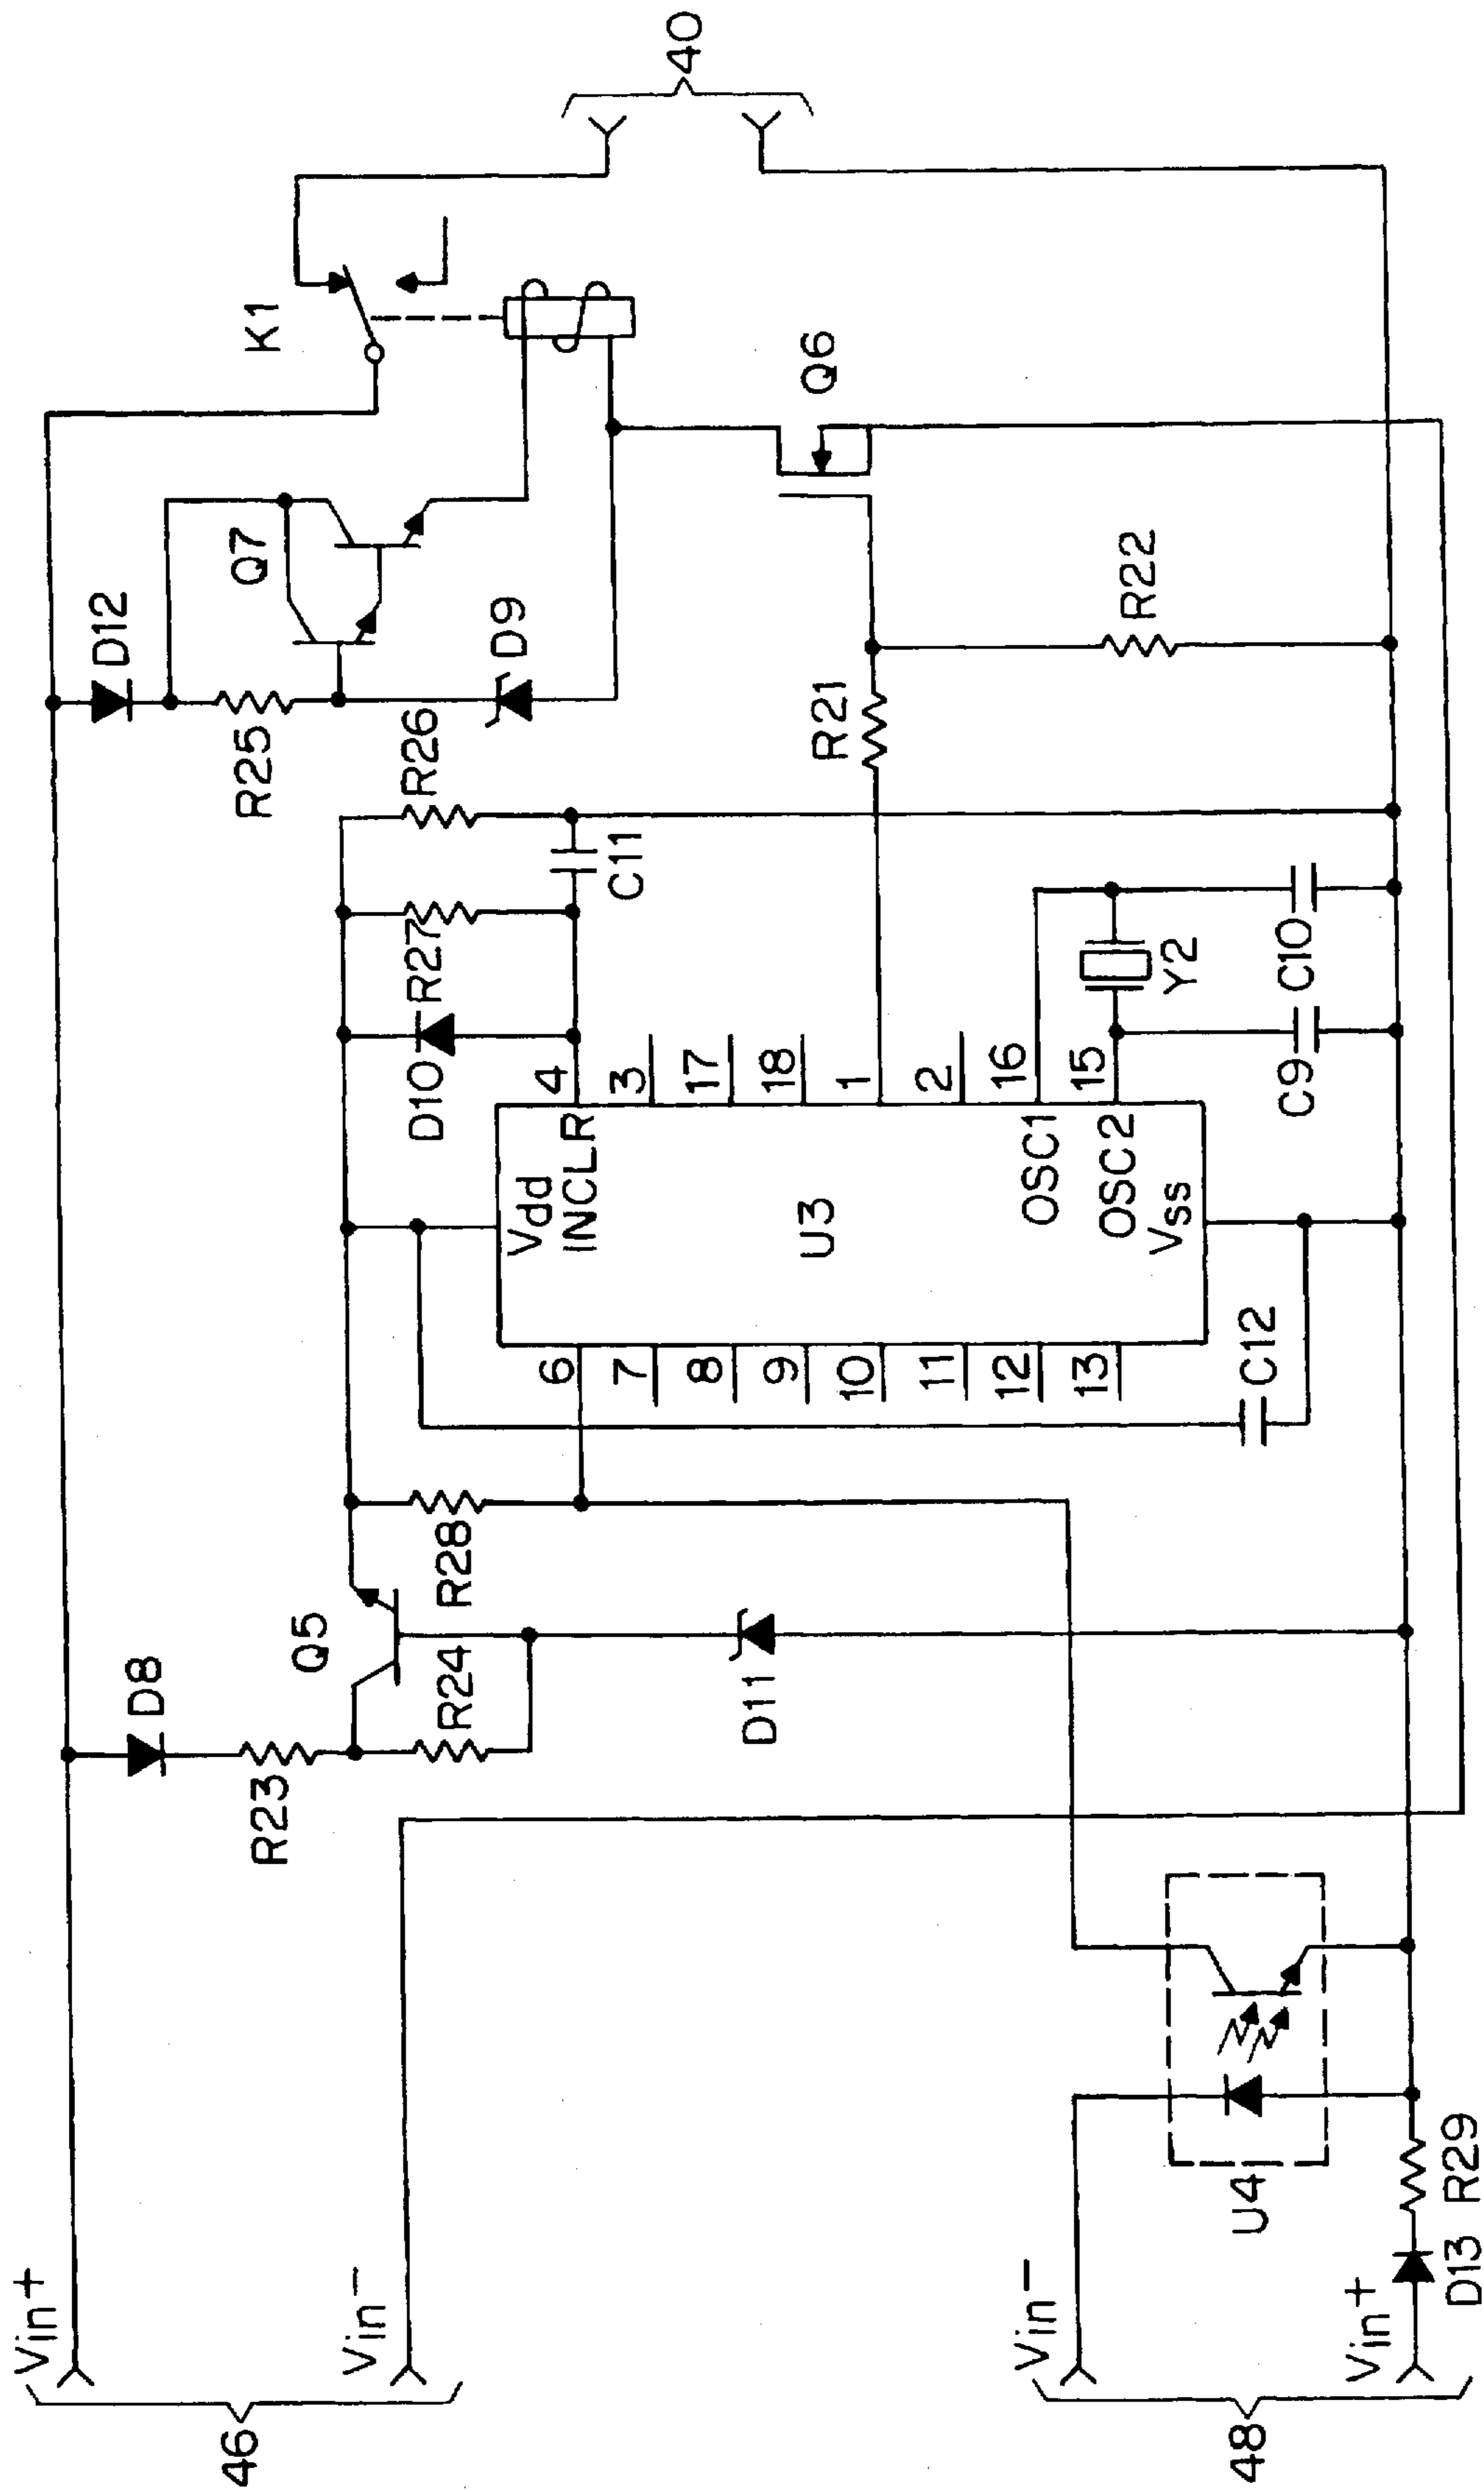 46
Vin+
Vin−
48
Vin−
Vin+
D13
R29
U4
D8
R23
R24
Q5
R28
D11
C12
6
7
8
9
10
11
12
13
Vdd
INCLR
U3
OSC1
OSC2
Vss
4
3
17
18
1
2
16
15
D10
R27
C11
R26
Y2
C9
C10
D12
R25
Q7
D9
R21
R22
K1
Q6
40